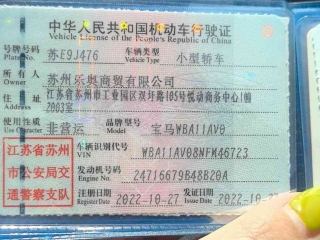 中华人民共和国机动车行驶证
Vehicle License of the People's Republic of China
号牌号码 Plate No. 苏E9J476 车辆类型 Vehicle Type 小型轿车
所有人 Owner 苏州乐奥商贸有限公司
住址 Address 江苏省苏州市工业园区双圩路105号悦动商务中心1幢
2003室
使用性质 Use Character 非营运 品牌型号 Model 宝马WBA11AV0
江苏省苏州
市公安局交
通警察支队
车辆识别代号 VIN WBA11AV08NFM46723
发动机号码 Engine No. 24716679B48B20A
注册日期 Register Date 2022-10-27 发证日期 Issue Date 2022-10-27